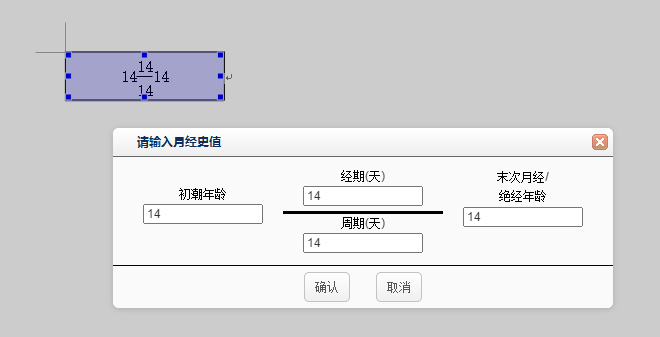 14
14 14
14
请输入月经史值
初潮年龄
14
经期(天)
14
周期(天)
14
末次月经/
绝经年龄
14
确认 取消